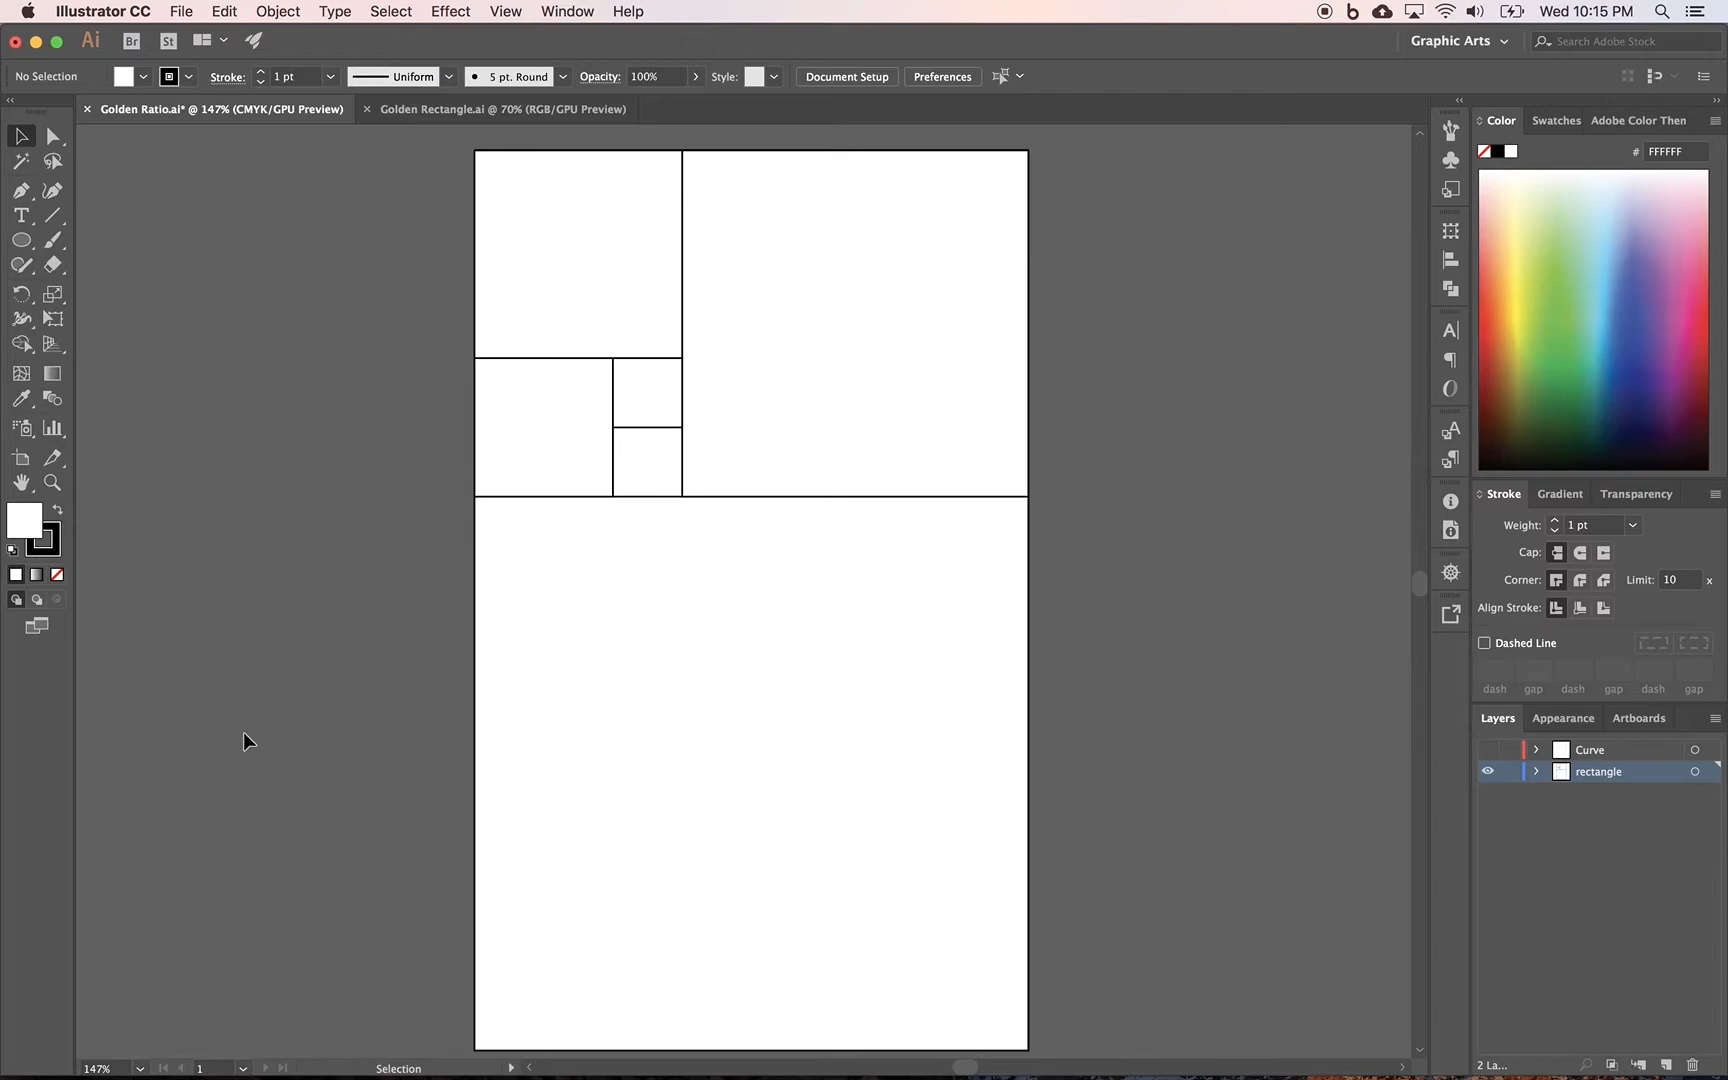 Illustrator CC File Edit Object Type Select Effect View Window Help Wed 10:15 PM
Ai Br St Graphic Arts Search Adobe Stock
No Selection Stroke: 1 pt Uniform 5 pt. Round Opacity: 100% Style: Document Setup Preferences
Golden Ratio.ai* @ 147% (CMYK/GPU Preview) Golden Rectangle.ai @ 70% (RGB/GPU Preview)
Color Swatches Adobe Color Then
# FFFFFF
Stroke Gradient Transparency
Weight: 1 pt
Cap:
Corner: Limit: 10 x
Align Stroke:
Dashed Line
dash gap dash gap dash gap
Layers Appearance Artboards
Curve
rectangle
147% 1 Selection 2 La...